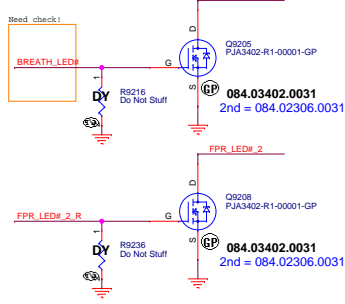 Need check!
D
Q9205
PJA3402-R1-00001-GP
BREATH_LED#
G
1
R9216
DY
Do Not Stuff
S
GP
084.03402.0031
2nd = 084.02306.0031
FPR_LED#_2
D
Q9208
PJA3402-R1-00001-GP
FPR_LED#_2_R
G
1
R9236
DY
Do Not Stuff
S
GP
084.03402.0031
2nd = 084.02306.0031